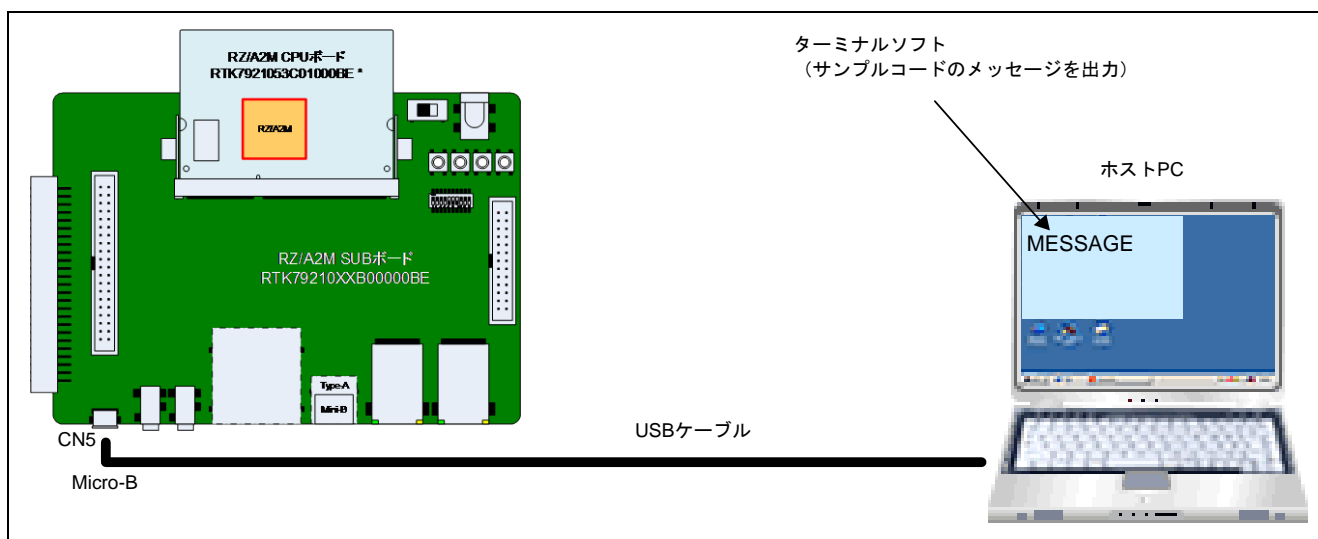 RZ/A2M CPUボード
RTK7921053C01000BE *
RZ/A2M
RZ/A2M SUBボード
RTK79210XXB00000BE
Type-A
Mini-B
CN5
Micro-B
USBケーブル
ターミナルソフト
（サンプルコードのメッセージを出力）
ホストPC
MESSAGE